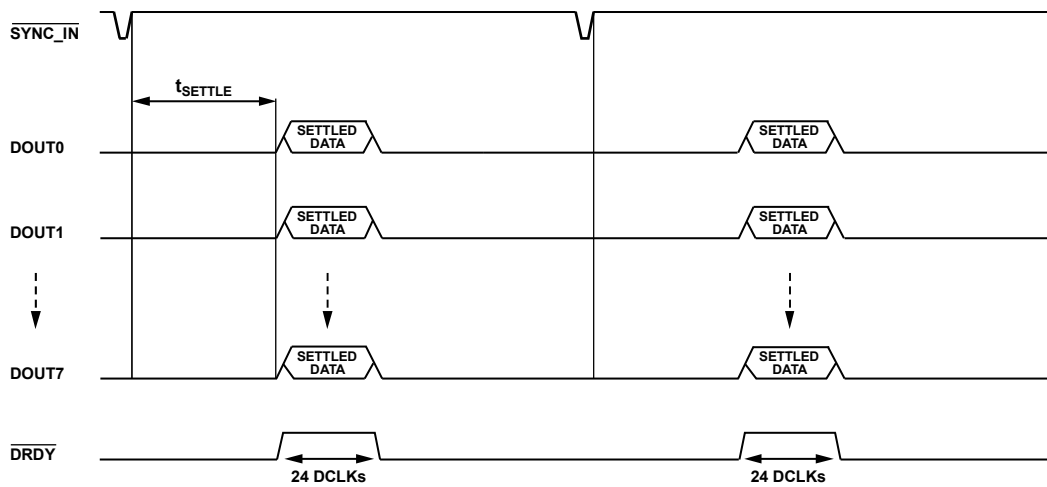 SYNC_IN
tSETTLE
DOUT0
SETTLED
DATA
SETTLED
DATA
DOUT1
SETTLED
DATA
SETTLED
DATA
DOUT7
SETTLED
DATA
SETTLED
DATA
DRDY
24 DCLKs
24 DCLKs